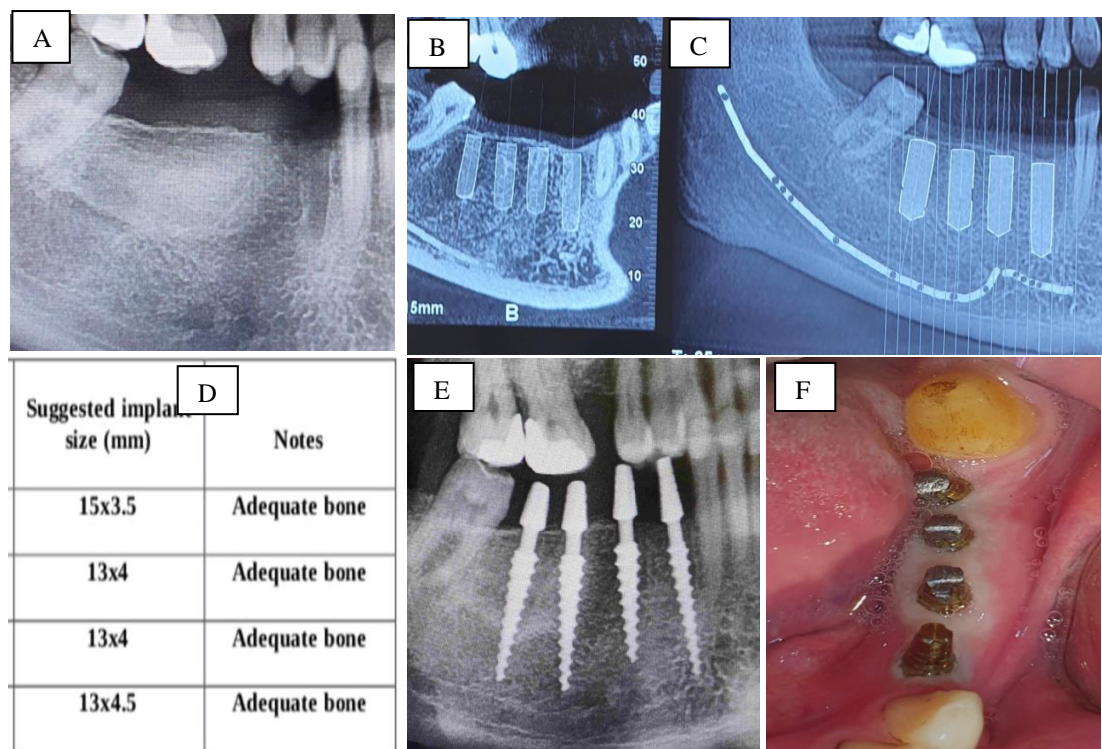 A
B
C
50
40
30
20
10
15mm
B
D
Suggested implant
size (mm)
Notes
15x3.5
Adequate bone
13x4
Adequate bone
13x4
Adequate bone
13x4.5
Adequate bone
E
F